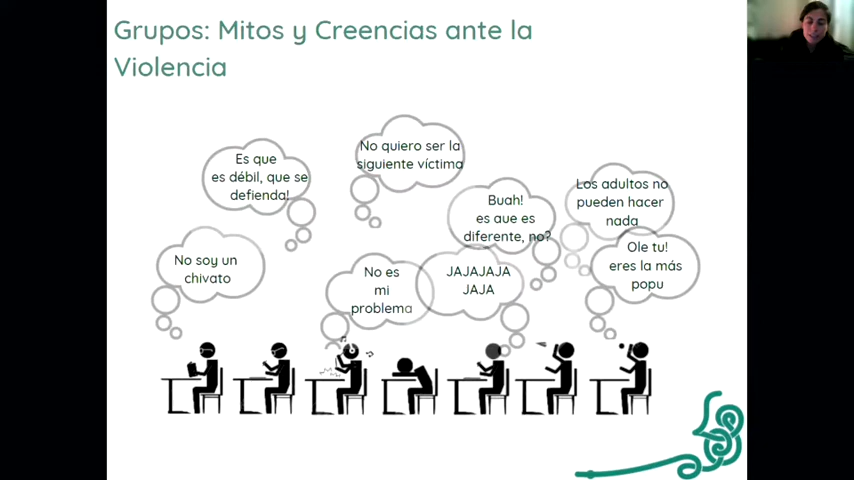 Grupos: Mitos y Creencias ante la
Violencia
No quiero ser la
siguiente víctima
Es que
es débil, que se
defienda!
Los adultos no
pueden hacer
nada
Buah!
es aue es
diferente, no?
Ole tu!
eres la más
popu
No soy un
chivato
No es
mi
problema
JAJAJAJA
JAJA